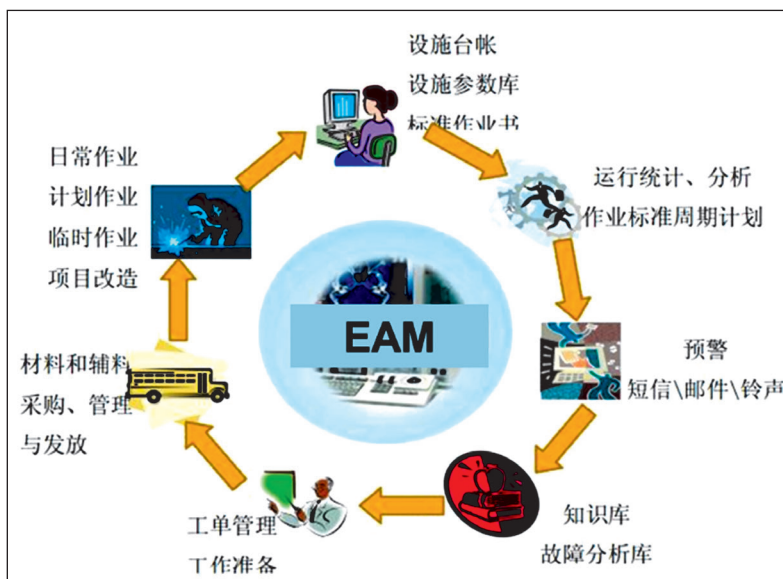 设施台帐
设施参数库
标准作业书
运行统计、分析
作业标准周期计划
预警
短信\邮件\铃声
知识库
故障分析库
工单管理
工作准备
材料和辅料
采购、管理
与发放
日常作业
计划作业
临时作业
项目改造
EAM